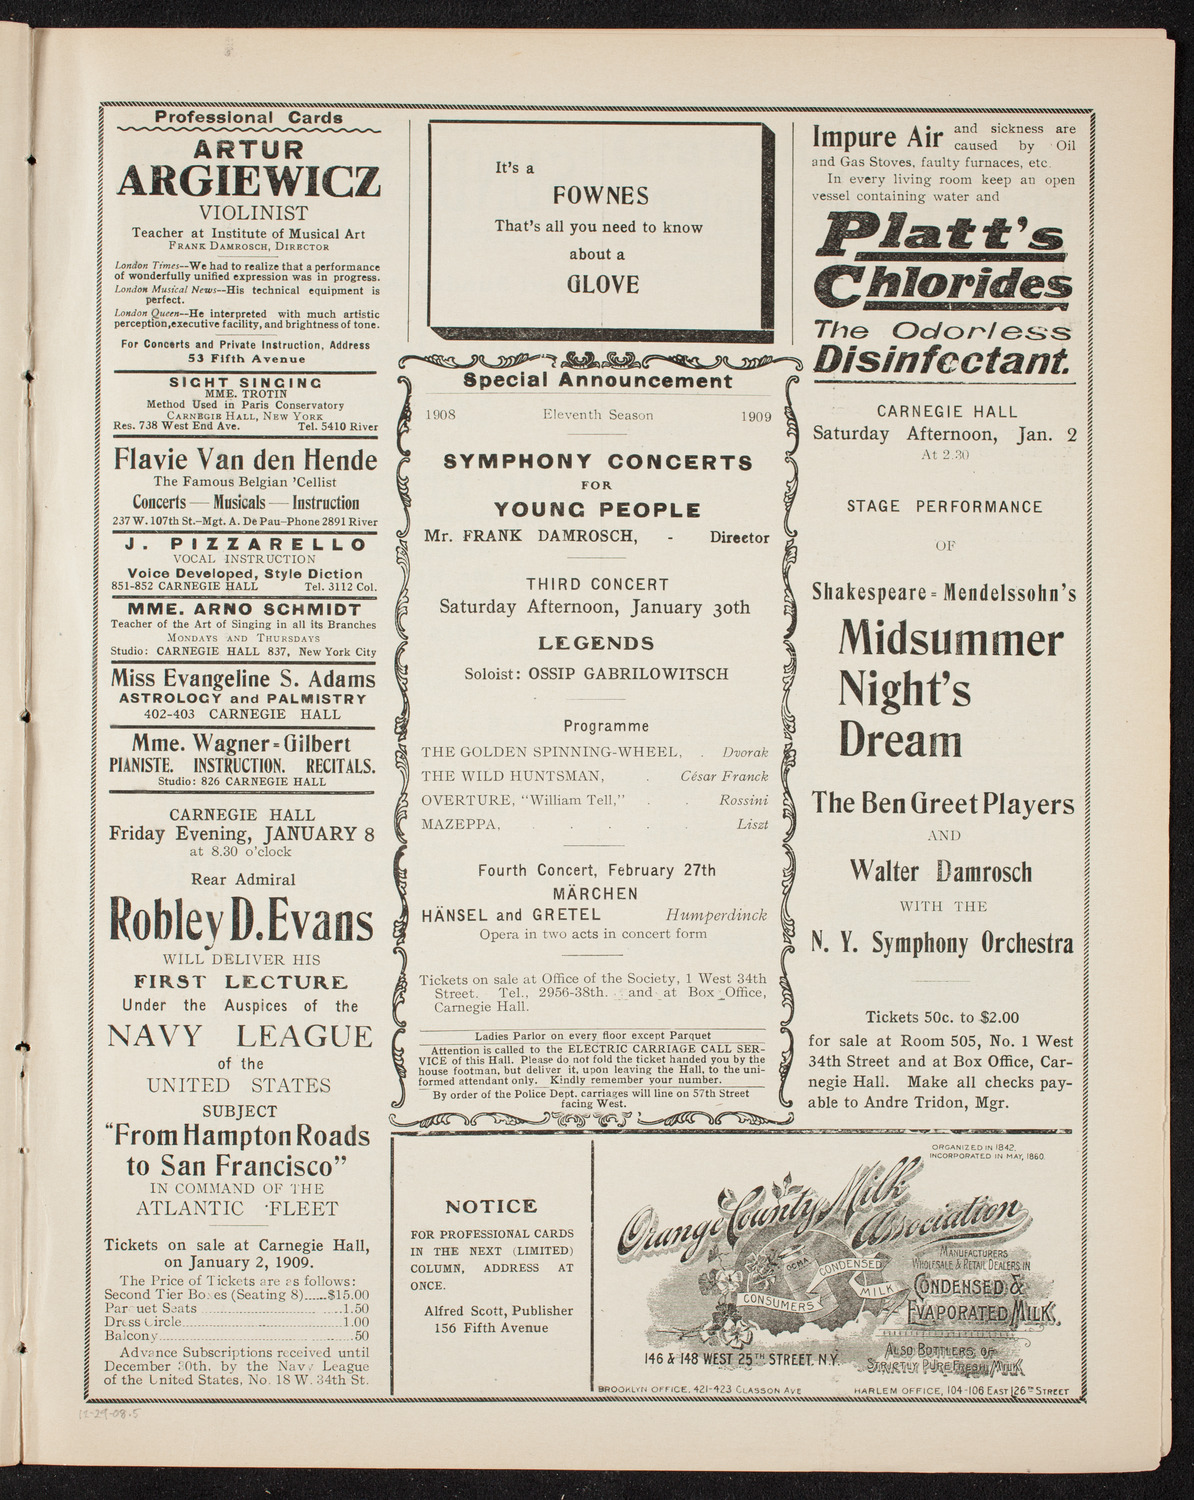 Professional Cards
ARTUR
ARGIEWICZ
VIOLINIST
Teacher at Institute of Musical Art
FRANK DAMROSCH, DIRECTOR
London Times--We had to realize that a performance
of wonderfully unified expression was in progress.
London Musical News--His technical equipment is
perfect.
London Queen--He interpreted with much artistic
perception,executive facility, and brightness of tone.
For Concerts and Private Instruction, Address
53 Fifth Avenue
SIGHT SINGING
MME. TROTIN
Method Used in Paris Conservatory
CARNEGIE HALL, NEW YORK
Res. 738 West End Ave. Tel. 5410 River
Flavie Van den Hende
The Famous Belgian 'Cellist
Concerts — Musicals — Instruction
237 W. 107th St.--Mgt. A. De Pau--Phone 2891 River
J. PIZZARELLO
VOCAL INSTRUCTION
Voice Developed, Style Diction
851-852 CARNEGIE HALL Tel. 3112 Col.
MME. ARNO SCHMIDT
Teacher of the Art of Singing in all its Branches
MONDAYS AND THURSDAYS
Studio: CARNEGIE HALL 837, New York City
Miss Evangeline S. Adams
ASTROLOGY and PALMISTRY
402-403 CARNEGIE HALL
Mme. Wagner=Gilbert
PIANISTE. INSTRUCTION. RECITALS.
Studio: 826 CARNEGIE HALL
CARNEGIE HALL
Friday Evening, JANUARY 8
at 8.30 o'clock
Rear Admiral
Robley D. Evans
WILL DELIVER HIS
FIRST LECTURE
Under the Auspices of the
NAVY LEAGUE
of the
UNITED STATES
SUBJECT
"From Hampton Roads
to San Francisco"
IN COMMAND OF THE
ATLANTIC FLEET
Tickets on sale at Carnegie Hall,
on January 2, 1909.
The Price of Tickets are as follows:
Second Tier Boxes (Seating 8)......$15.00
Parquet Seats ..........1.50
Dress Circle..........1.00
Balcony...........50
Advance Subscriptions received until
December 30th. by the Navy League
of the United States, No. 18 W. 34th St.
It's a
FOWNES
That's all you need to know
about a
GLOVE
Special Announcement
1908 Eleventh Season 1909
SYMPHONY CONCERTS
FOR
YOUNG PEOPLE
Mr. FRANK DAMROSCH, - Director
THIRD CONCERT
Saturday Afternoon, January 30th
LEGENDS
Soloist: OSSIP GABRILOWITSCH
Programme
THE GOLDEN SPINNING-WHEEL, . Dvorak
THE WILD HUNTSMAN, . César Franck
OVERTURE, "William Tell," . . Rossini
MAZEPPA, . . . . . Liszt
Fourth Concert, February 27th
MÄRCHEN
HÄNSEL and GRETEL Humperdinck
Opera in two acts in concert form
Tickets on sale at Office of the Society, 1 West 34th
Street. Tel., 2956-38th. and at Box Office,
Carnegie Hall.
Ladies Parlor on every floor except Parquet
Attention is called to the ELECTRIC CARRIAGE CALL SER-
VICE of this Hall. Please do not fold the ticket handed you by the
house footman, but deliver it, upon leaving the Hall, to the uni-
formed attendant only. Kindly remember your number.
By order of the Police Dept. carriages will line on 57th Street
facing West.
Impure Air and sickness are
caused by Oil
and Gas Stoves, faulty furnaces, etc.
In every living room keep an open
vessel containing water and
Platt's
Chlorides
The Odorless
Disinfectant.
CARNEGIE HALL
Saturday Afternoon, Jan. 2
At 2.30
STAGE PERFORMANCE
OF
Shakespeare=Mendelssohn's
Midsummer
Night's
Dream
The Ben Greet Players
AND
Walter Damrosch
WITH THE
N. Y. Symphony Orchestra
Tickets 50c. to $2.00
for sale at Room 505, No. 1 West
34th Street and at Box Office, Car-
negie Hall. Make all checks pay-
able to Andre Tridon, Mgr.
NOTICE
FOR PROFESSIONAL CARDS
IN THE NEXT (LIMITED)
COLUMN, ADDRESS AT
ONCE.
Alfred Scott, Publisher
156 Fifth Avenue
ORGANIZED IN 1842.
INCORPORATED IN MAY, 1860.
Orange County Milk
Association
MANUFACTURERS
WHOLESALE & RETAIL DEALERS IN
CONDENSED &
EVAPORATED MILK.
OCMA
CONSUMERS CONDENSED MILK
ALSO BOTTLERS OF
STRICTLY PURE FRESH MILK
146 & 148 WEST 25TH STREET, N.Y.
BROOKLYN OFFICE, 421-423 CLASSON AVE HARLEM OFFICE, 104-106 EAST 126TH STREET
12-29-08.5